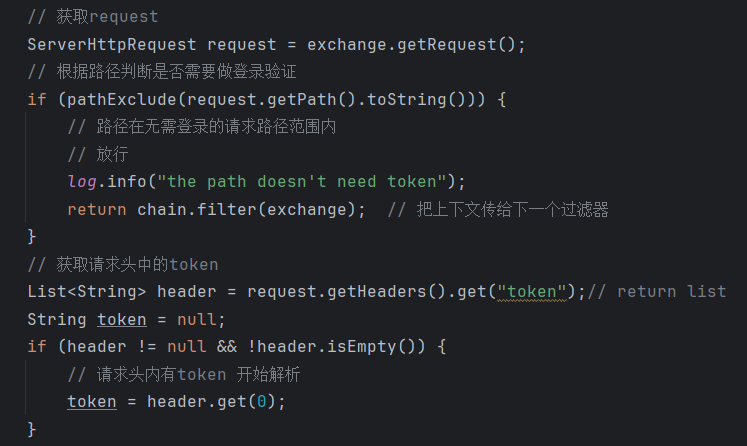 // 获取request
ServerHttpRequest request = exchange.getRequest();
// 根据路径判断是否需要做登录验证
if (pathExclude(request.getPath().toString())) {
// 路径在无需登录的请求路径范围内
// 放行
log.info("the path doesn't need token");
return chain.filter(exchange);  // 把上下文传给下一个过滤器
}
// 获取请求头中的token
List<String> header = request.getHeaders().get("token");// return list
String token = null;
if (header != null && !header.isEmpty()) {
// 请求头内有token 开始解析
token = header.get(0);
}